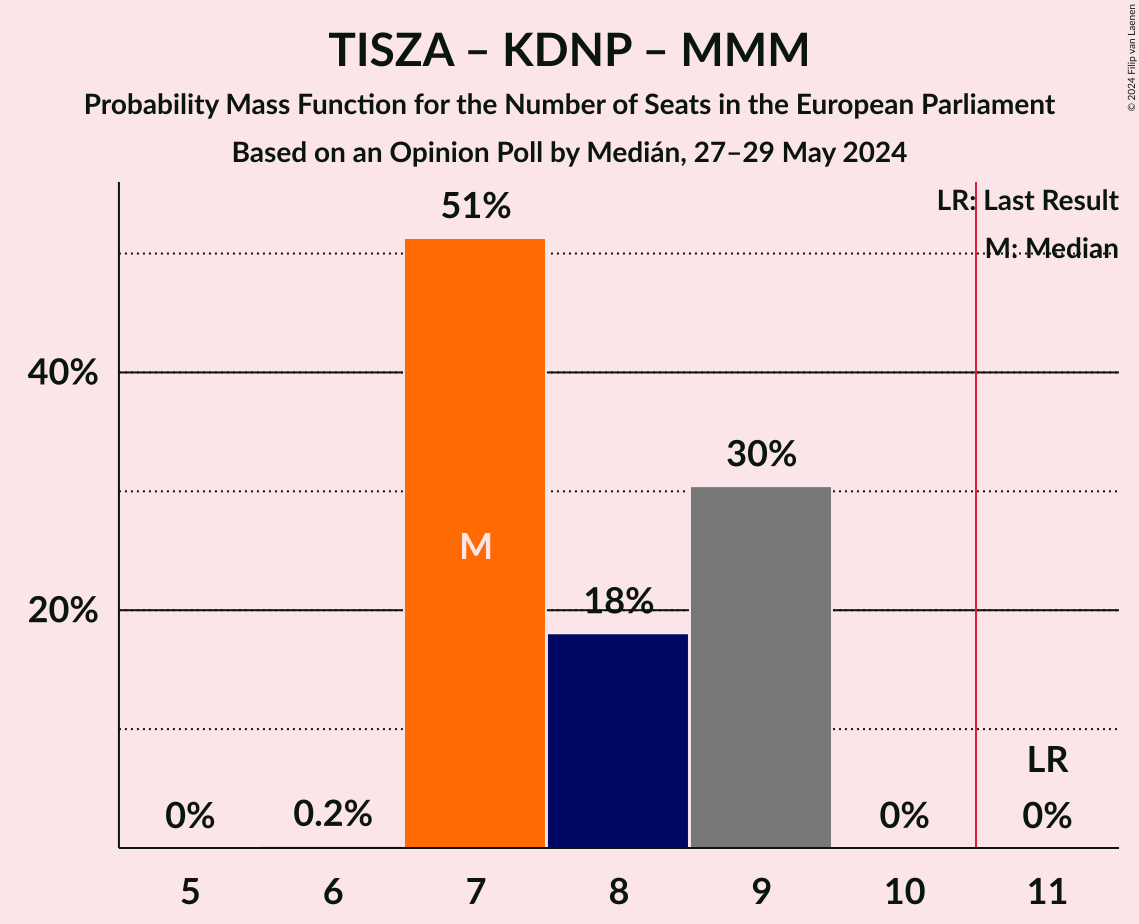 TISZA – KDNP – MMM
Probability Mass Function for the Number of Seats in the European Parliament
Based on an Opinion Poll by Medián, 27–29 May 2024
© 2024 Filip van Laenen
LR: Last Result
M: Median
51%
40%
30%
M
18%
20%
LR
0%
0.2%
0%
0%
5
6
7
8
9
10
11